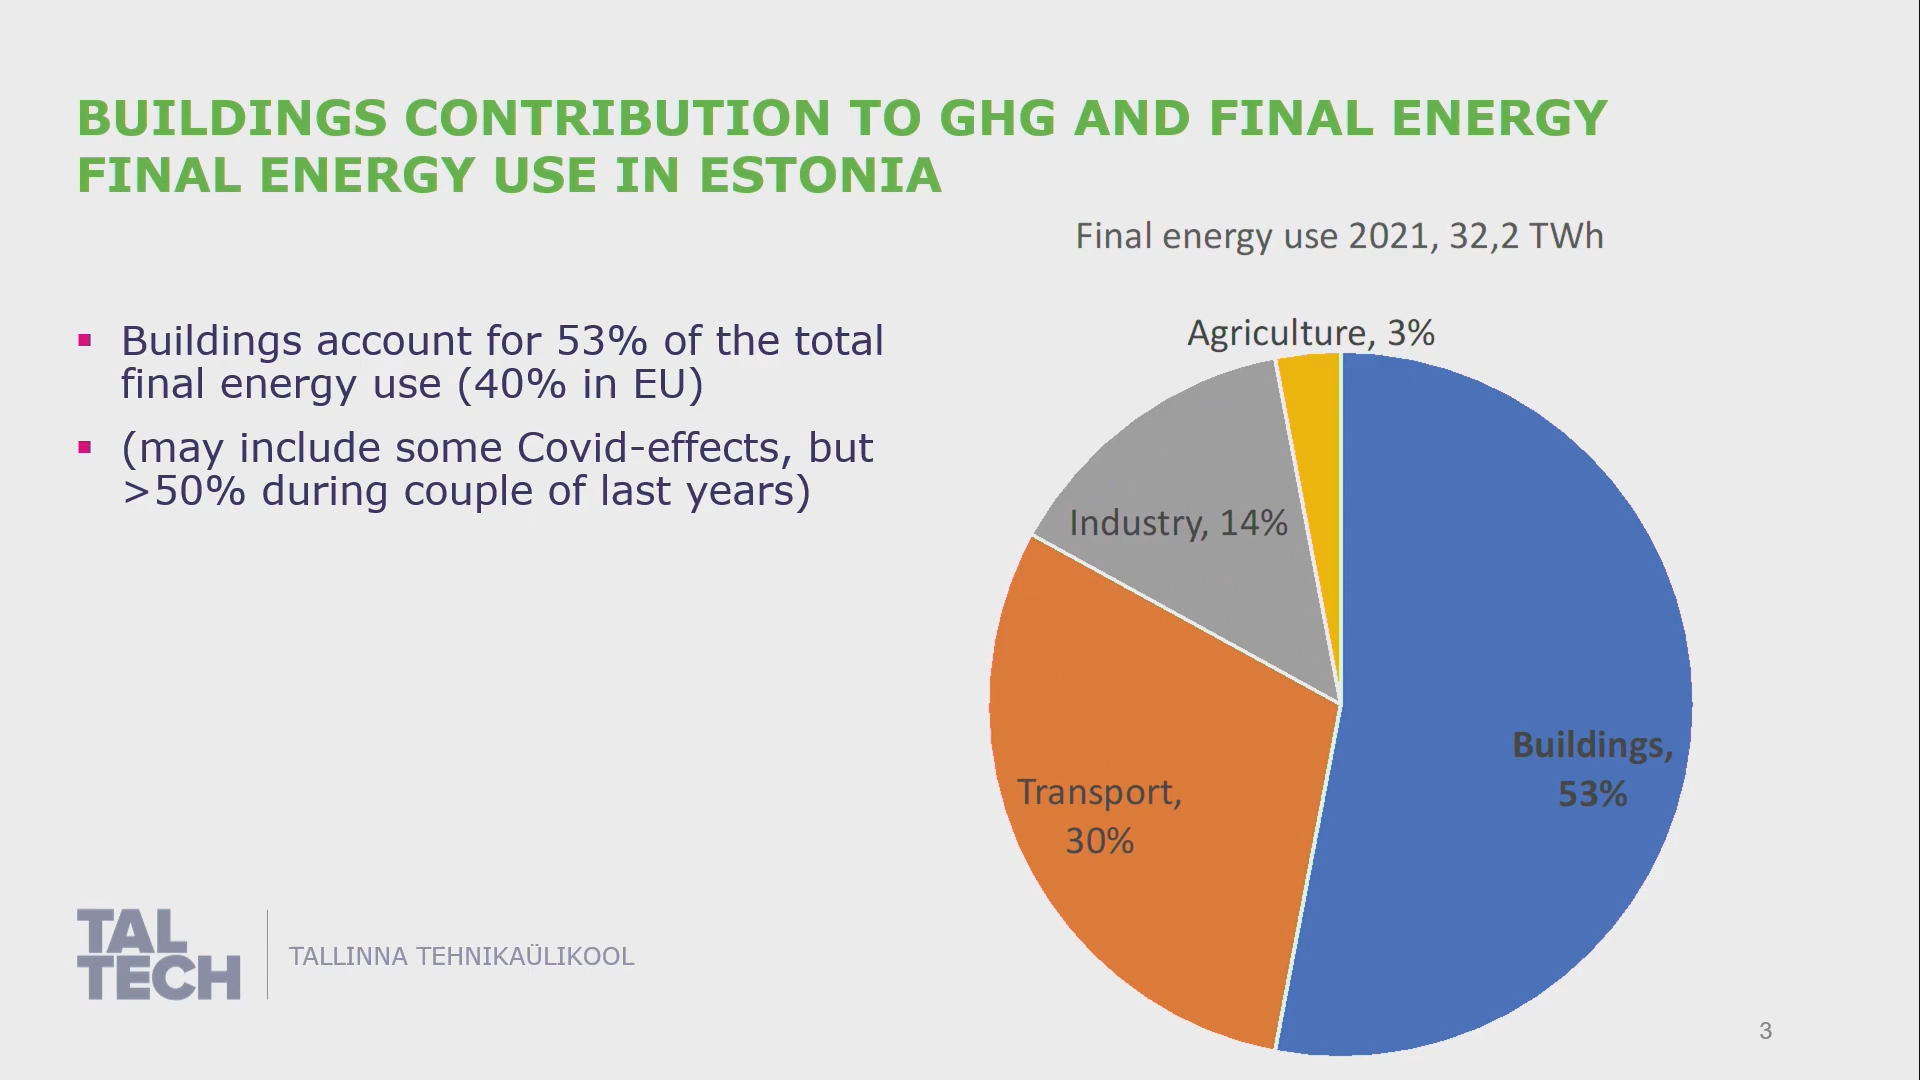 BUILDINGS CONTRIBUTION TO GHG AND FINAL ENERGY
FINAL ENERGY USE IN ESTONIA
Buildings account for 53% of the total
final energy use (40% in EU)
(may include some Covid-effects, but
>50% during couple of last years)
Final energy use 2021, 32,2 TWh
Agriculture, 3%
Industry, 14%
Buildings,
53%
Transport,
30%
TAL
TECH
TALLINNA TEHNIKAÜLIKOOL
3